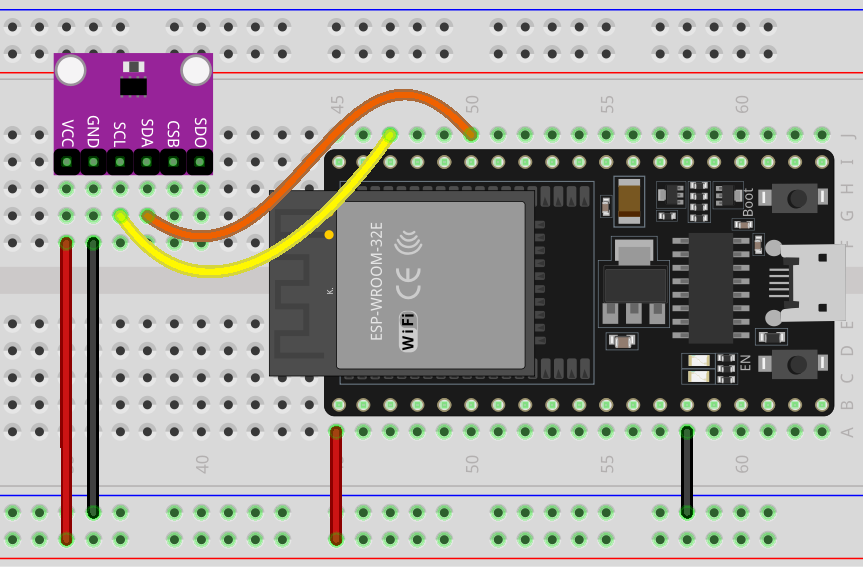 45
50
55
60
VCC
GND
SCL
SDA
CSB
SDO
J
I
H
G
F
Boot
ESP-WROOM-32E
CE
WiFi
K.
EN
E
D
C
B
A
40
50
55
60